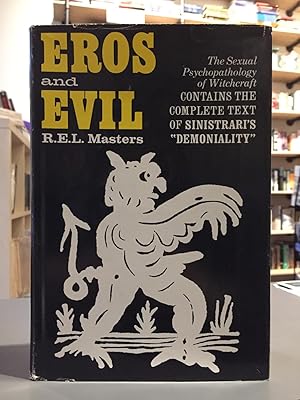 EROS
and
EVIL
R.E.L. Masters
The Sexual
Psychopathology
of Witchcraft
CONTAINS THE
COMPLETE TEXT
OF SINISTRARI'S
"DEMONIALITY"